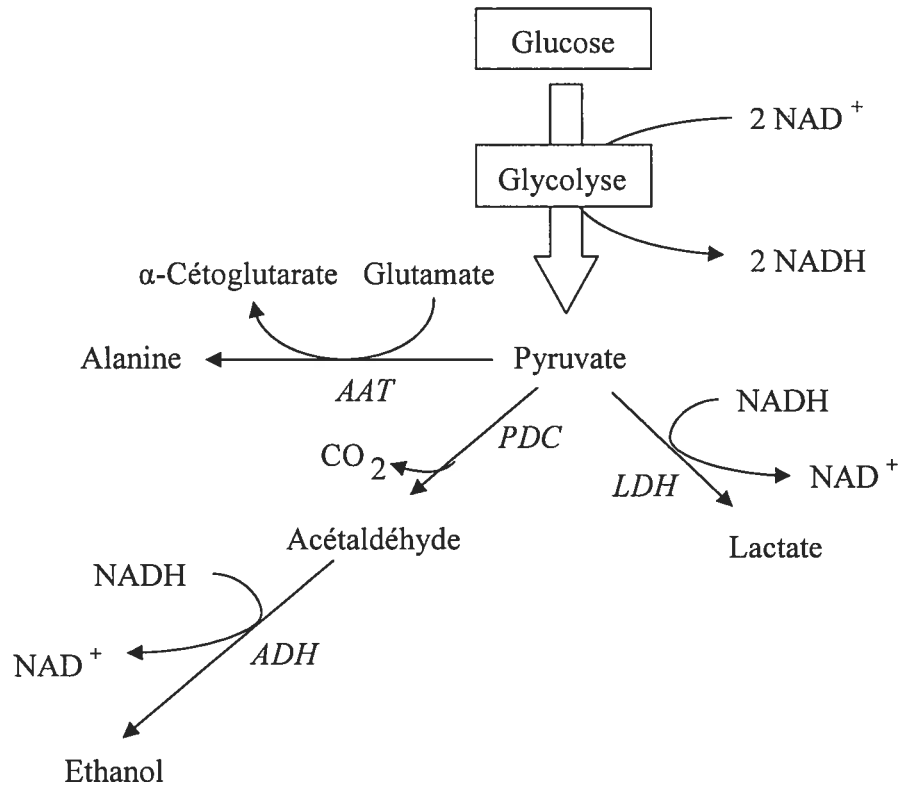 Glucose
2 NAD +
Glycolyse
2 NADH
α-Cétoglutarate Glutamate
Alanine
Pyruvate
AAT
NADH
PDC
CO 2
LDH
NAD +
Acétaldéhyde
Lactate
NADH
NAD +
ADH
Ethanol